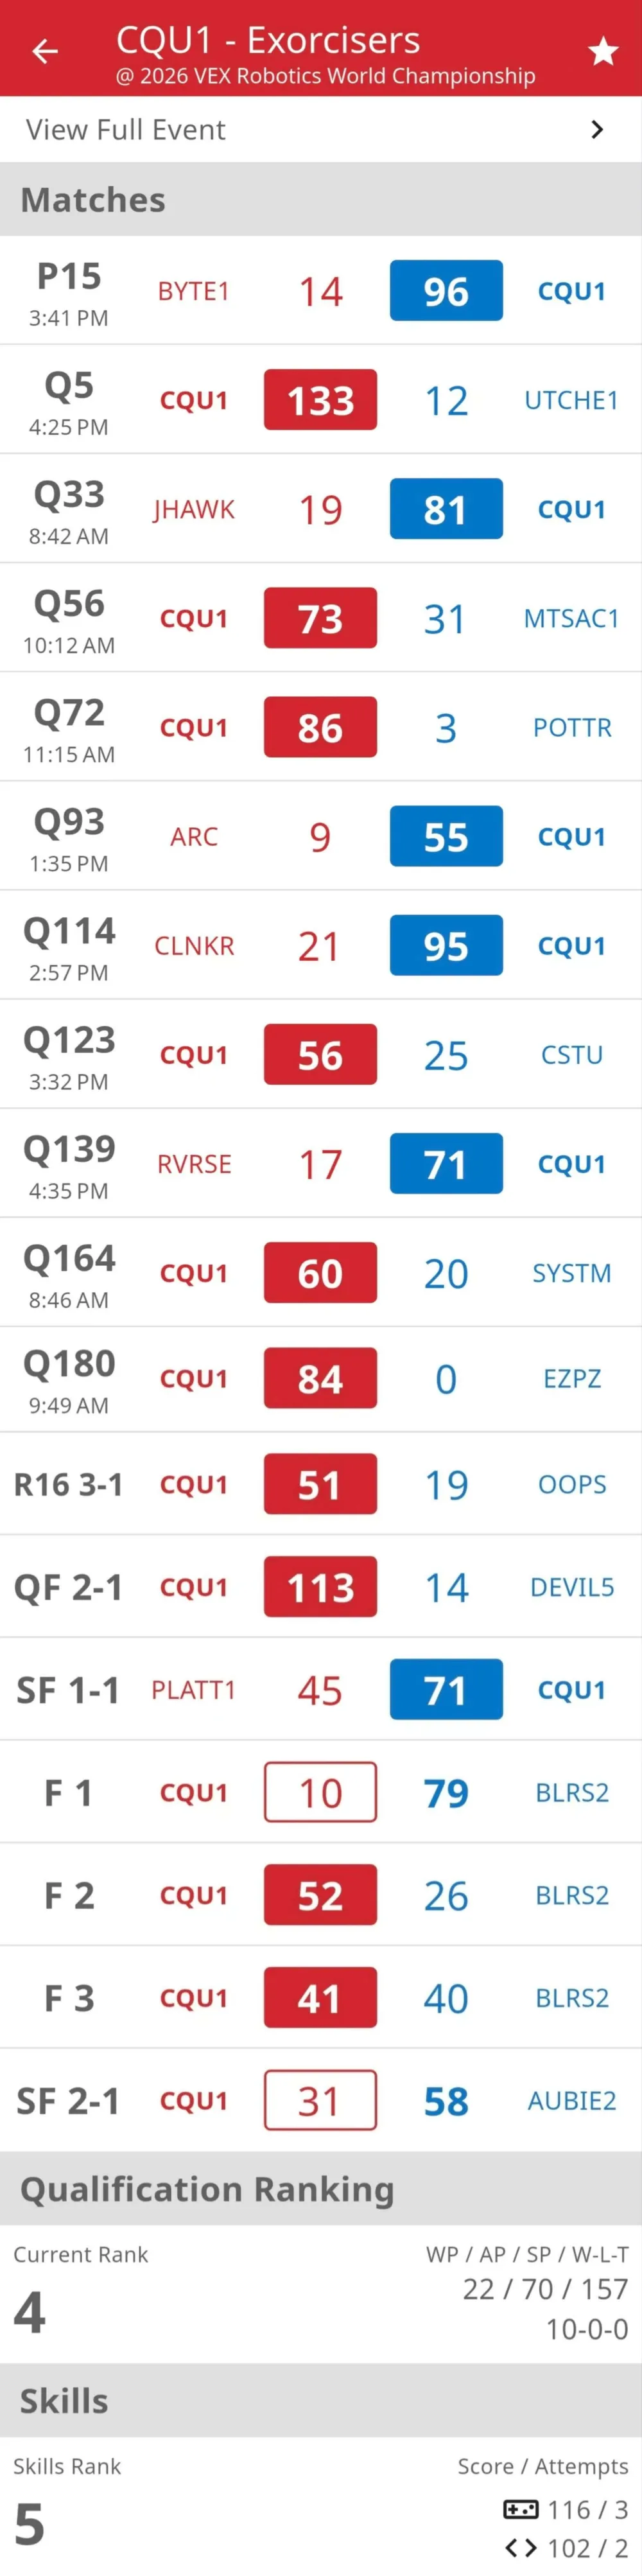 CQU1 - Exorcisers
@ 2026 VEX Robotics World Championship
View Full Event
Matches
P15 BYTE1 14 96 CQU1
3:41 PM
Q5 CQU1 133 12 UTCHE1
4:25 PM
Q33 JHAWK 19 81 CQU1
8:42 AM
Q56 CQU1 73 31 MTSAC1
10:12 AM
Q72 CQU1 86 3 POTTR
11:15 AM
Q93 ARC 9 55 CQU1
1:35 PM
Q114 CLNKR 21 95 CQU1
2:57 PM
Q123 CQU1 56 25 CSTU
3:32 PM
Q139 RVRSE 17 71 CQU1
4:35 PM
Q164 CQU1 60 20 SYSTM
8:46 AM
Q180 CQU1 84 0 EZPZ
9:49 AM
R16 3-1 CQU1 51 19 OOPS
QF 2-1 CQU1 113 14 DEVIL5
SF 1-1 PLATT1 45 71 CQU1
F 1 CQU1 10 79 BLRS2
F 2 CQU1 52 26 BLRS2
F 3 CQU1 41 40 BLRS2
SF 2-1 CQU1 31 58 AUBIE2
Qualification Ranking
Current Rank WP / AP / SP / W-L-T
4 22 / 70 / 157
10-0-0
Skills
Skills Rank Score / Attempts
5 116 / 3
102 / 2